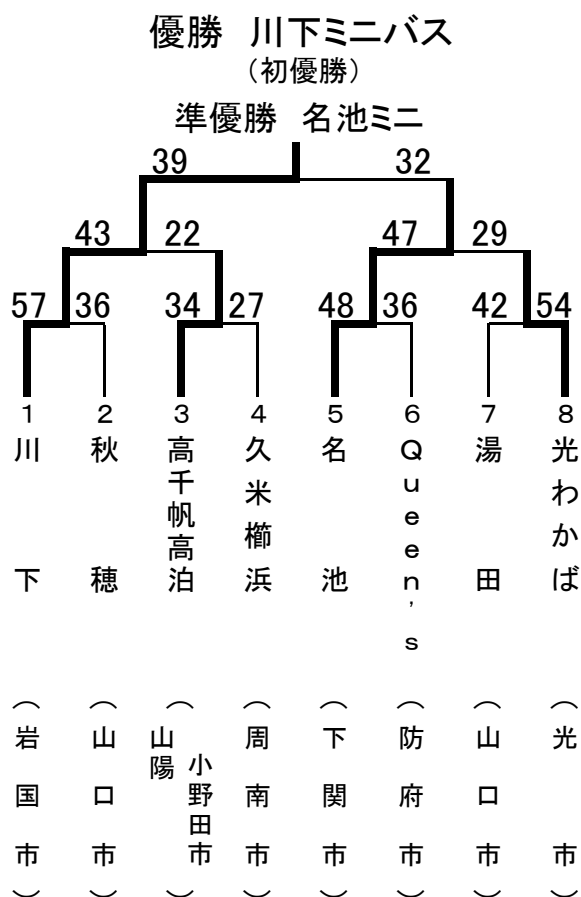 優勝　川下ミニバス
（初優勝）
準優勝　名池ミニ
39 32
43 22 47 29
57 36 34 27 48 36 42 54
1 2 3 4 5 6 7 8
川下
秋穂
高千帆高泊
久米櫛浜
名池
Queen's
湯田
光わかば
（岩国市）
（山口市）
（山陽小野田市）
（周南市）
（下関市）
（防府市）
（山口市）
（光市）